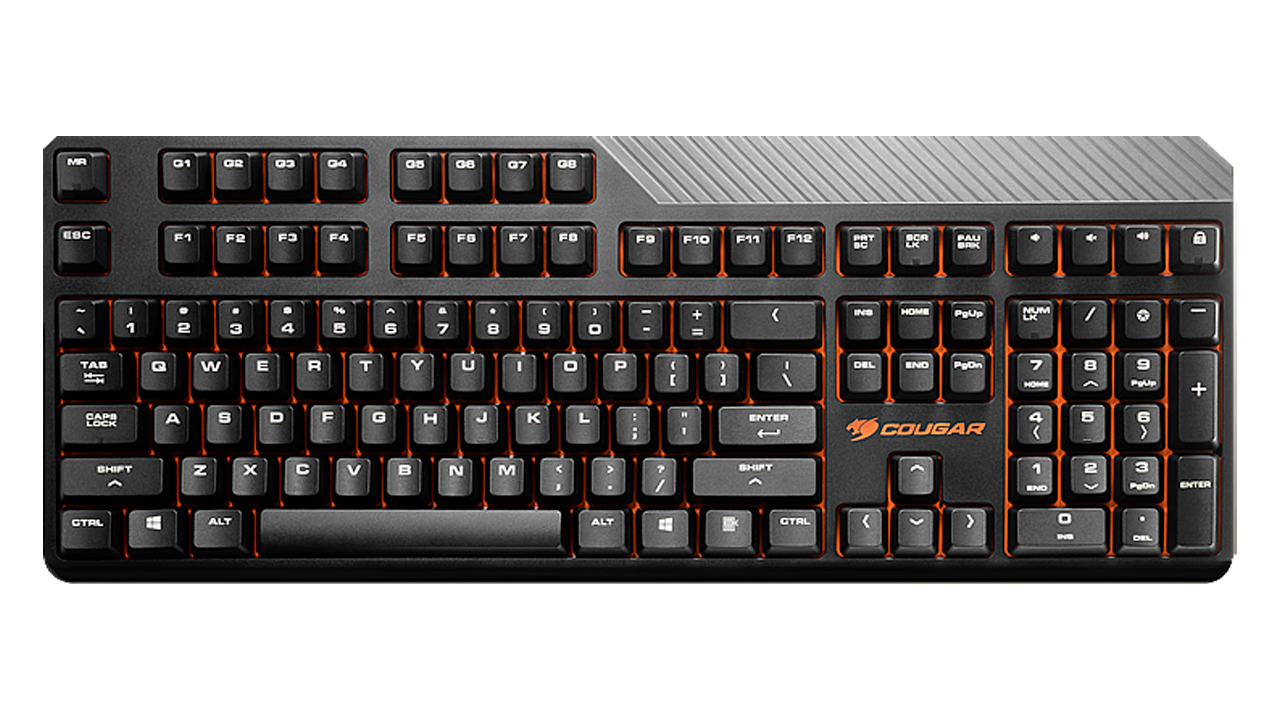 MR G1 G2 G3 G4 G5 G6 G7 G8
ESC F1 F2 F3 F4 F5 F6 F7 F8 F9 F10 F11 F12 PRT SC SCR LK PAU BRK
~ ! @ # $ % ^ & * ( ) – +
\ 1 2 3 4 5 6 7 8 9 0 - = INS HOME PgUp NUM LK / * –
TAB Q W E R T Y U I O P { [ } ] | \ DEL END PgDn 7 HOME 8 9 PgUp +
CAPS LOCK A S D F G H J K L : ; " ' ENTER COUGAR 4 5 6
SHIFT Z X C V B N M < , > . ? / SHIFT 1 END 2 3 PgDn ENTER
CTRL ALT ALT CTRL 0 INS . DEL